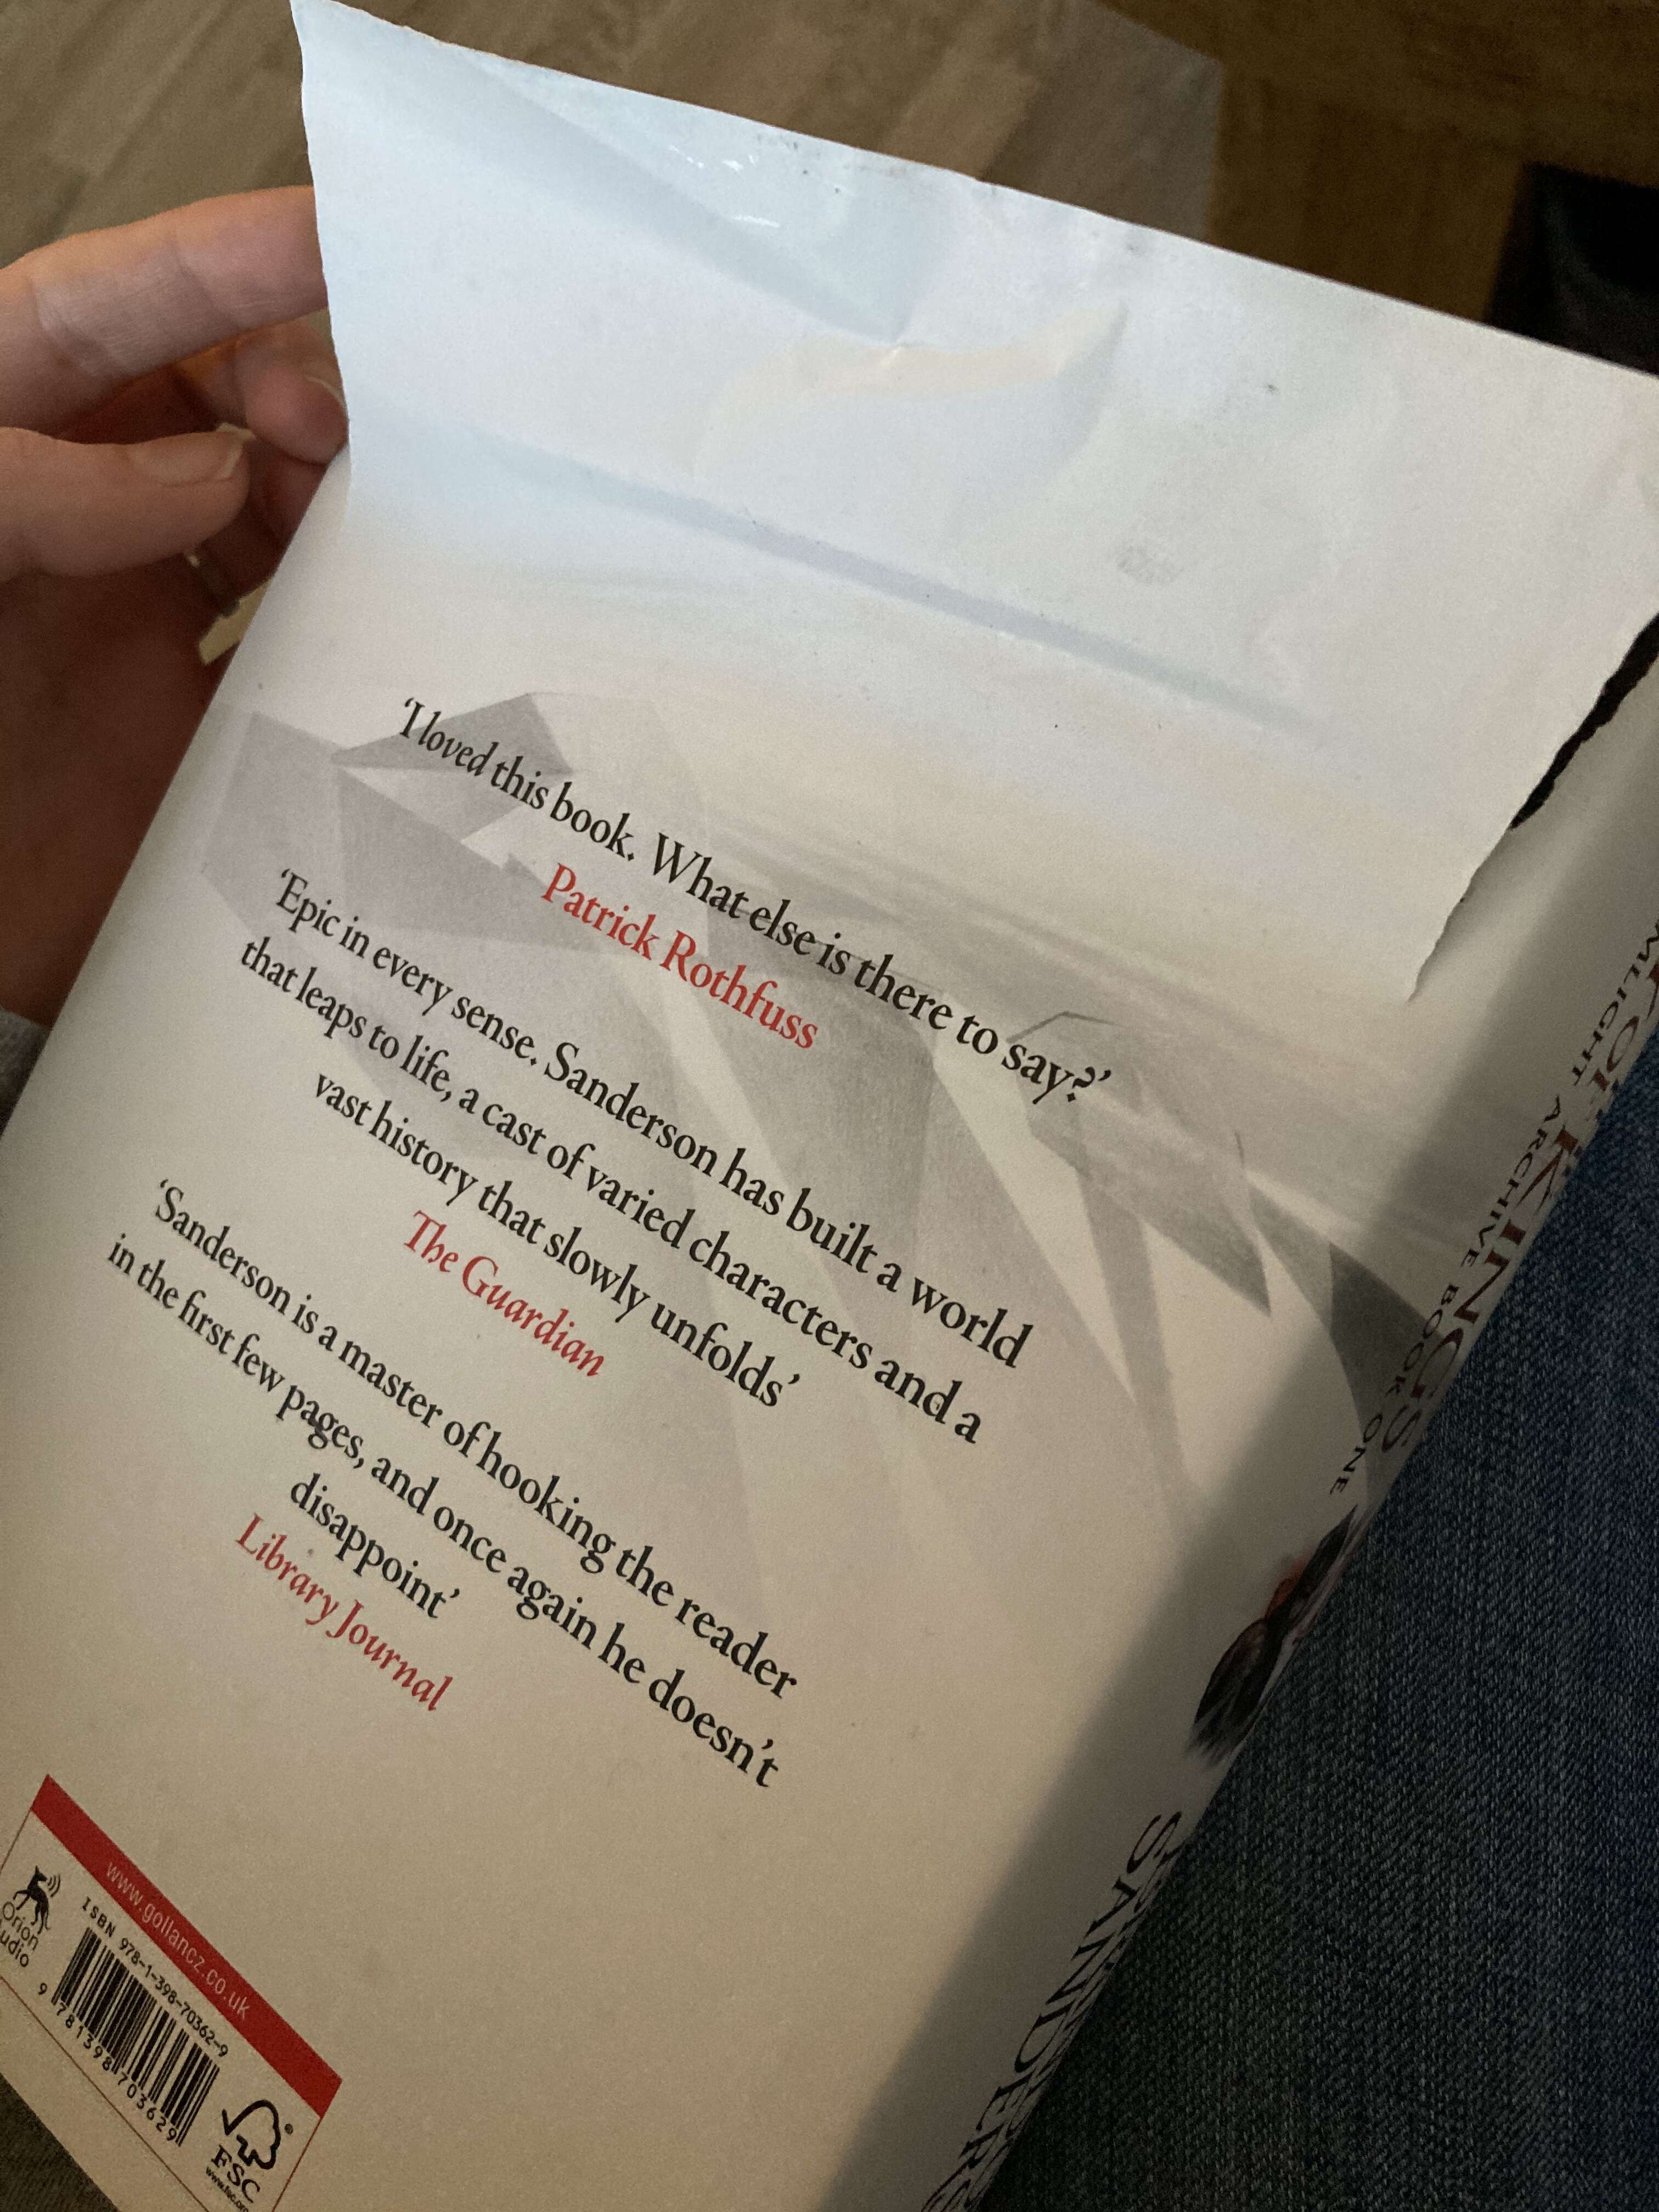 'I loved this book. What else is there to say?'
Patrick Rothfuss
'Epic in every sense. Sanderson has built a world
that leaps to life, a cast of varied characters and a
vast history that slowly unfolds'
The Guardian
'Sanderson is a master of hooking the reader
in the first few pages, and once again he doesn't
disappoint'
Library Journal
www.gollancz.co.uk
Orion
ISBN 978-1-398-70362-9
9 781398 703629
FSC
®
KINGS
ARCHIVE BOOK ONE